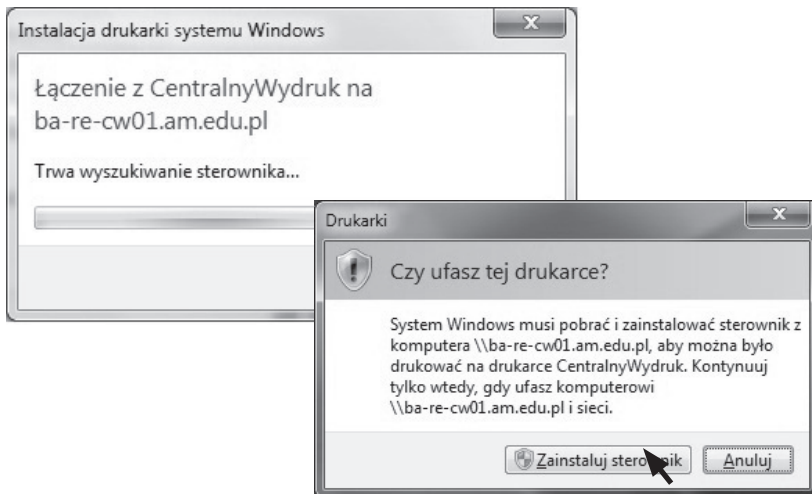 Instalacja drukarki systemu Windows
Łączenie z CentralnyWydruk na
ba-re-cw01.am.edu.pl
Trwa wyszukiwanie sterownika...
Drukarki
Czy ufasz tej drukarce?
System Windows musi pobrać i zainstalować sterownik z
komputera \\ba-re-cw01.am.edu.pl, aby można było
drukować na drukarce CentralnyWydruk. Kontynuuj
tylko wtedy, gdy ufasz komputerowi
\\ba-re-cw01.am.edu.pl i sieci.
Zainstaluj sterownik Anuluj